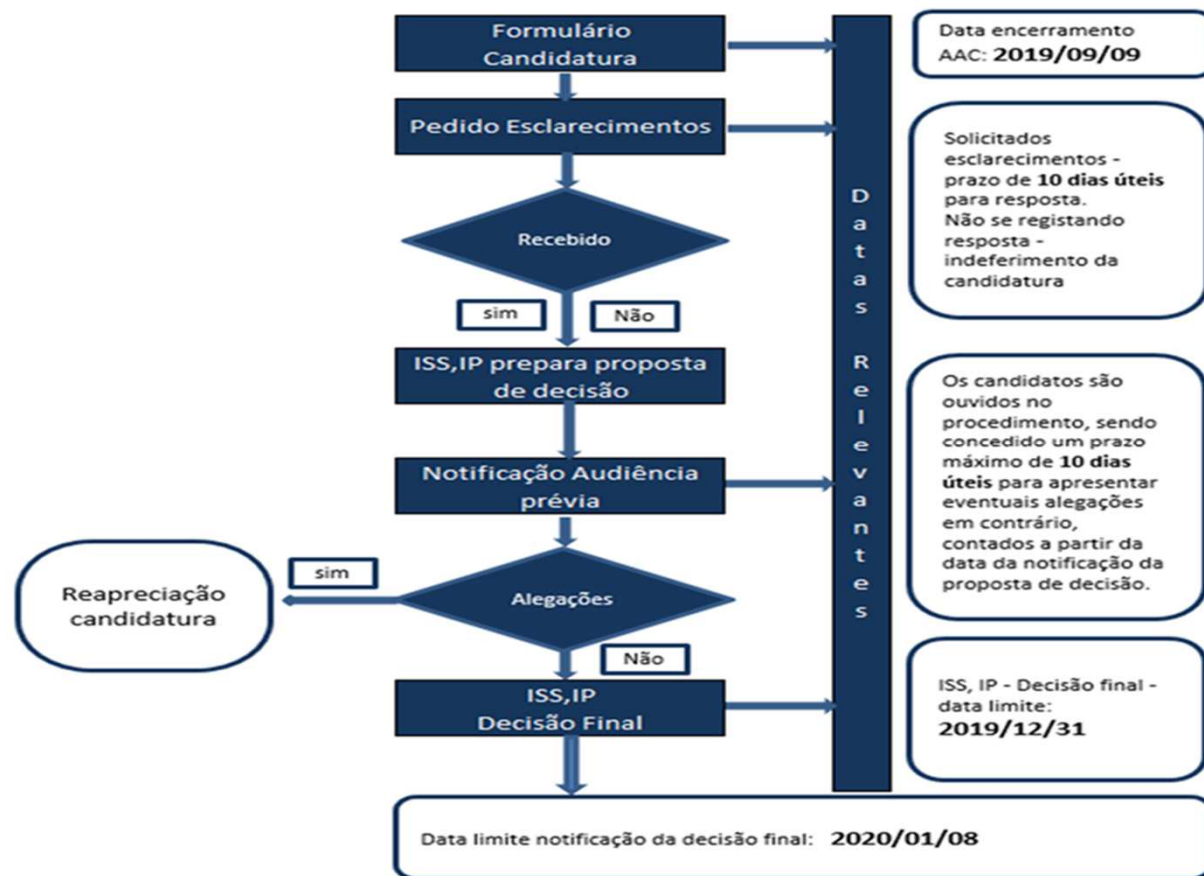 Formulário
Candidatura
Data encerramento
AAC: 2019/09/09
Pedido Esclarecimentos
Solicitados
esclarecimentos -
prazo de 10 dias úteis
para resposta.
Não se registando
resposta -
indeferimento da
candidatura
Recebido
sim
Não
ISS,IP prepara proposta
de decisão
Datas Relevantes
Os candidatos são
ouvidos no
procedimento, sendo
concedido um prazo
máximo de 10 dias
úteis para apresentar
eventuais alegações
em contrário,
contados a partir da
data da notificação da
proposta de decisão.
Notificação Audiência
prévia
sim
Reapreciação
candidatura
Alegações
Não
ISS,IP
Decisão Final
ISS, IP - Decisão final -
data limite:
2019/12/31
Data limite notificação da decisão final: 2020/01/08